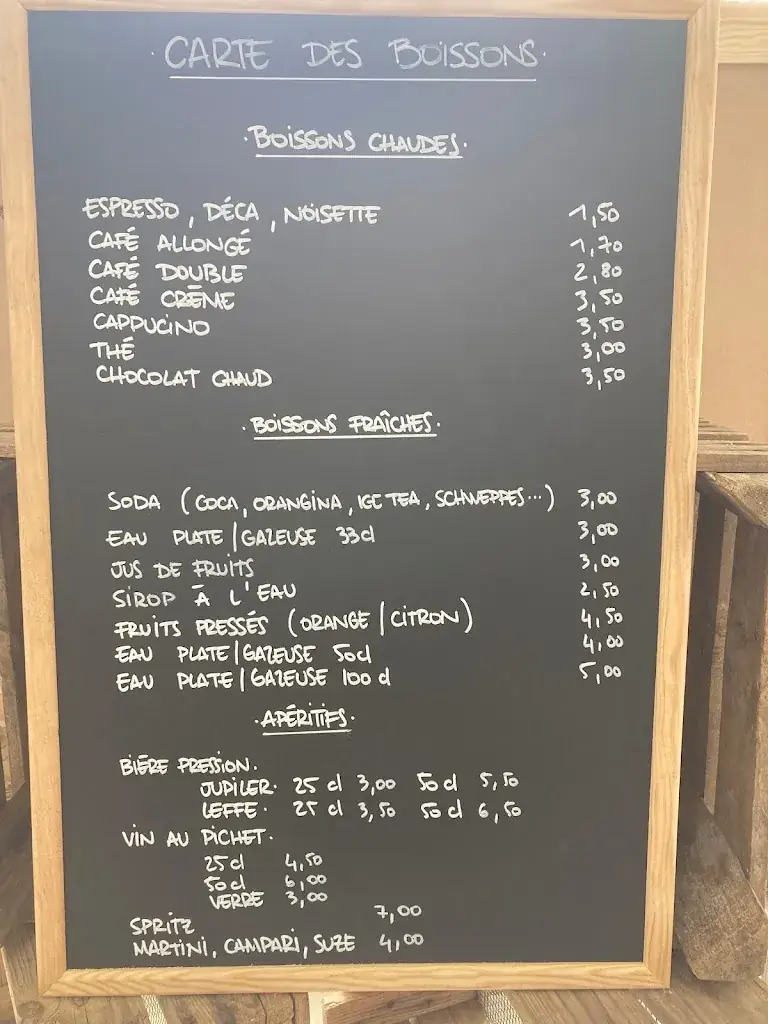 · CARTE DES BOISSONS ·
· BOISSONS CHAUDES ·
ESPRESSO, DÉCA, NOISETTE 1,50
CAFÉ ALLONGÉ 1,70
CAFÉ DOUBLE 2,80
CAFÉ CRÈME 3,50
CAPPUCINO 3,50
THÉ 3,00
CHOCOLAT CHAUD 3,50
· BOISSONS FRAÎCHES ·
SODA (COCA, ORANGINA, ICE TEA, SCHWEPPES...) 3,00
EAU PLATE | GAZEUSE 33cl 3,00
JUS DE FRUITS 3,00
SIROP À L'EAU 2,50
FRUITS PRESSÉS (ORANGE | CITRON) 4,50
EAU PLATE | GAZEUSE 50cl 4,00
EAU PLATE | GAZEUSE 100 cl 5,00
· APÉRITIFS ·
BIÈRE PRESSION.
JUPILER · 25 cl 3,00 50 cl 5,50
LEFFE · 25 cl 3,50 50 cl 6,50
VIN AU PICHET.
25cl 4,50
50cl 6,00
VERRE 3,00
SPRITZ 7,00
MARTINI, CAMPARI, SUZE 4,00